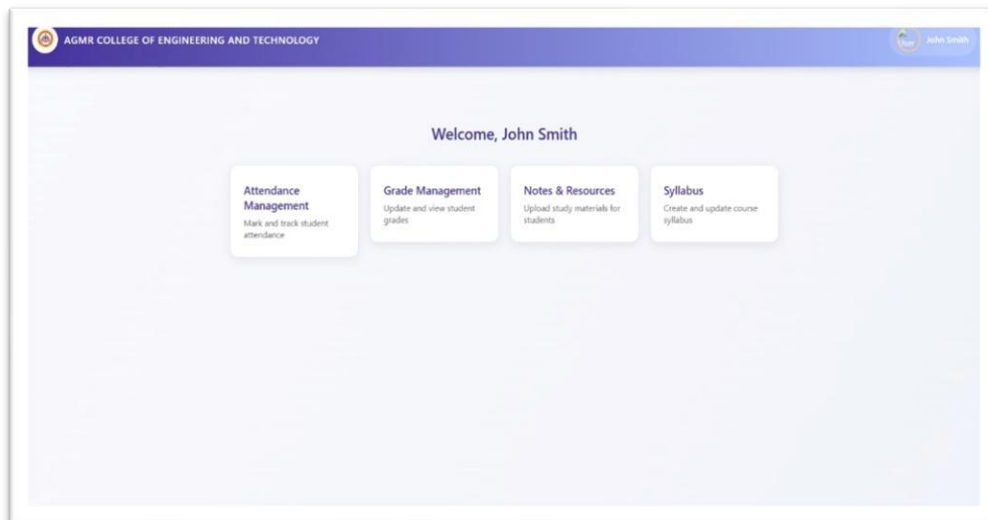 AGMR COLLEGE OF ENGINEERING AND TECHNOLOGY
User
John Smith
Welcome, John Smith
Attendance
Management
Mark and track student
attendance
Grade Management
Update and view student
grades
Notes & Resources
Upload study materials for
students
Syllabus
Create and update course
syllabus